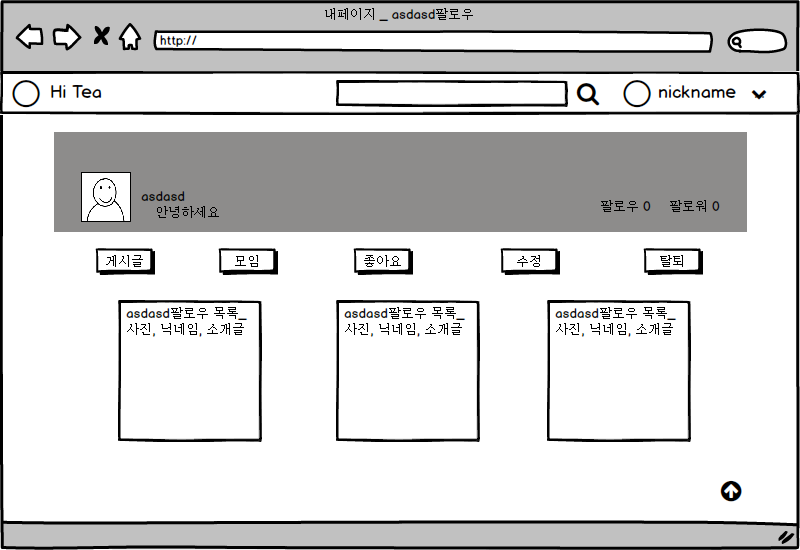 내페이지 _ asdasd팔로우
http://
Hi Tea
nickname
asdasd
안녕하세요
팔로우 0 팔로워 0
게시글 모임 좋아요 수정 탈퇴
asdasd팔로우 목록_
사진, 닉네임, 소개글
asdasd팔로우 목록_
사진, 닉네임, 소개글
asdasd팔로우 목록_
사진, 닉네임, 소개글